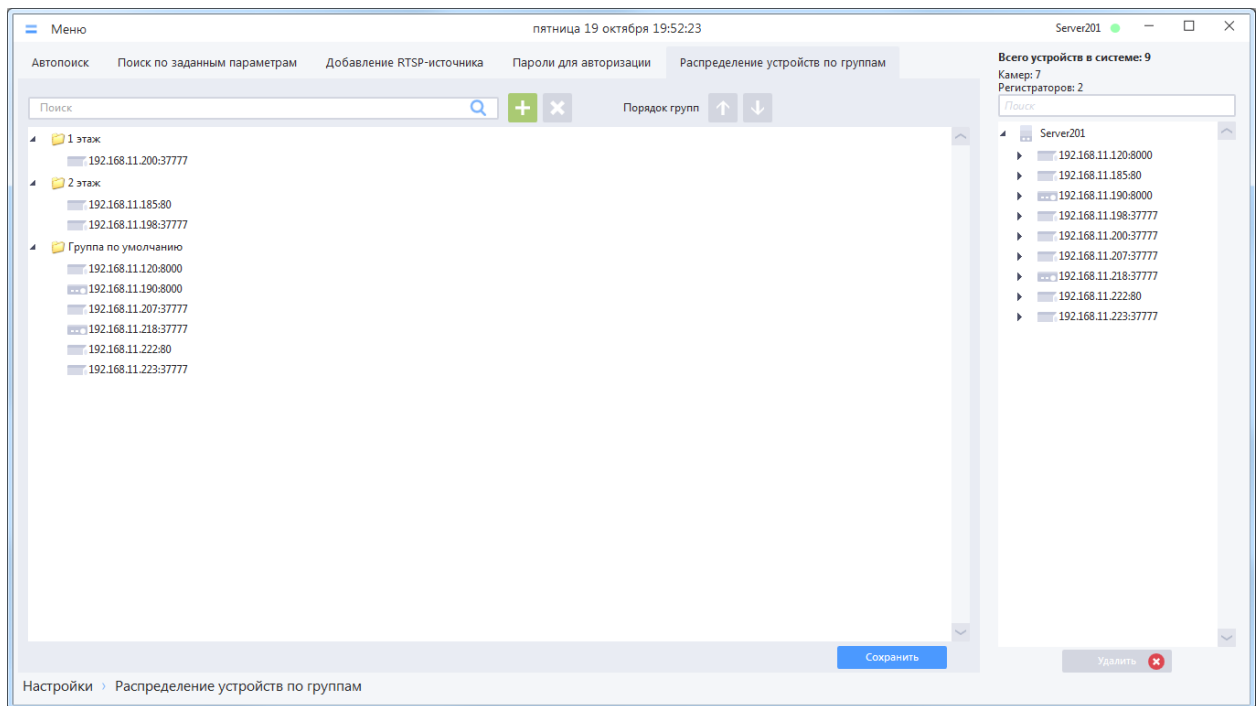 Меню
пятница 19 октября 19:52:23
Server201
Автопоиск
Поиск по заданным параметрам
Добавление RTSP-источника
Пароли для авторизации
Распределение устройств по группам
Поиск
Порядок групп
1 этаж
192.168.11.200:37777
2 этаж
192.168.11.185:80
192.168.11.198:37777
Группа по умолчанию
192.168.11.120:8000
192.168.11.190:8000
192.168.11.207:37777
192.168.11.218:37777
192.168.11.222:80
192.168.11.223:37777
Сохранить
Всего устройств в системе: 9
Камер: 7
Регистраторов: 2
Поиск
Server201
192.168.11.120:8000
192.168.11.185:80
192.168.11.190:8000
192.168.11.198:37777
192.168.11.200:37777
192.168.11.207:37777
192.168.11.218:37777
192.168.11.222:80
192.168.11.223:37777
Удалить
Настройки › Распределение устройств по группам